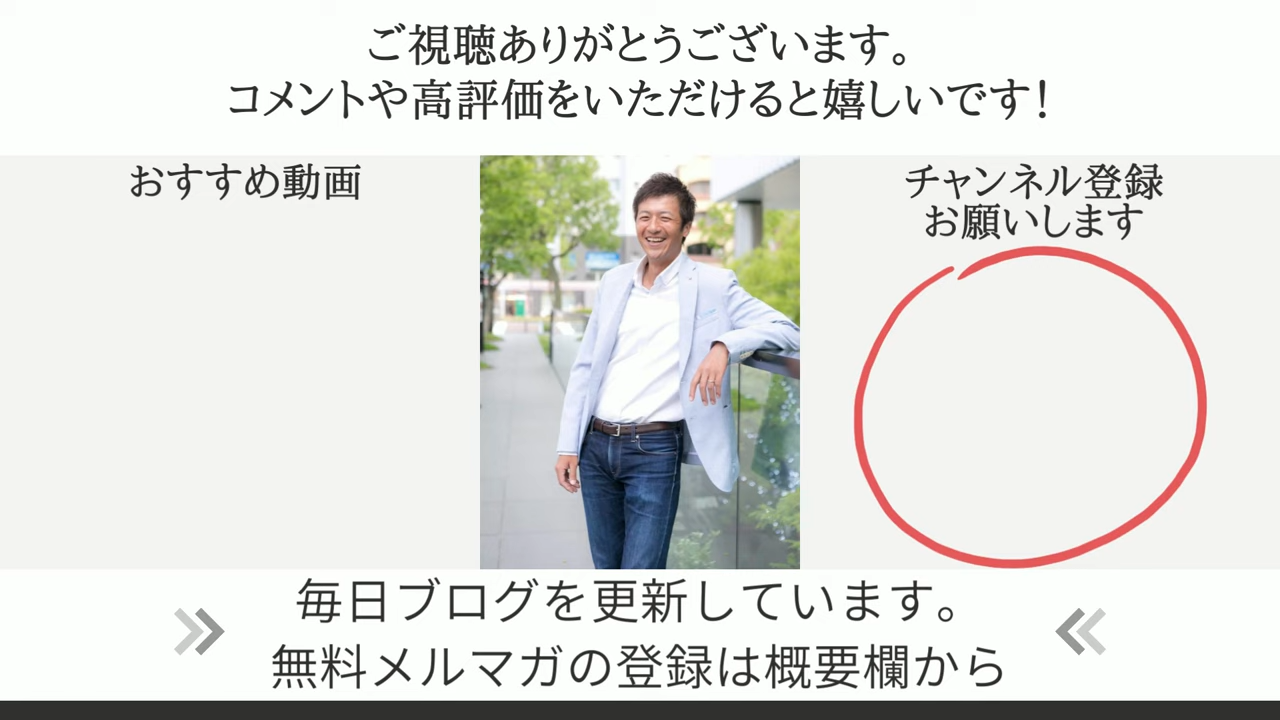 ご視聴ありがとうございます。
コメントや高評価をいただけると嬉しいです!
おすすめ動画
チャンネル登録
お願いします
毎日ブログを更新しています。
無料メルマガの登録は概要欄から